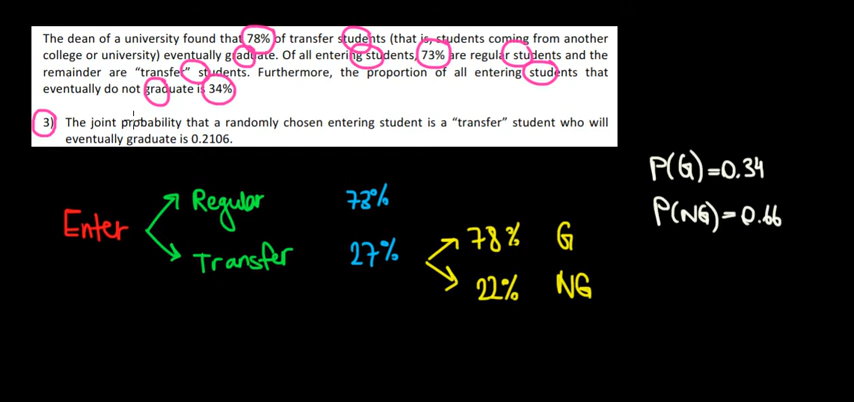 The dean of a university found that 78% of transfer students (that is, students coming from another
college or university) eventually graduate. Of all entering students, 73% are regular students and the
remainder are "transfer" students. Furthermore, the proportion of all entering students that
eventually do not graduate is 34%.
3) The joint probability that a randomly chosen entering student is a "transfer" student who will
eventually graduate is 0.2106.
P(G)=0.34
P(NG)=0.66
Enter
Regular 73%
Transfer 27%
78% G
22% NG